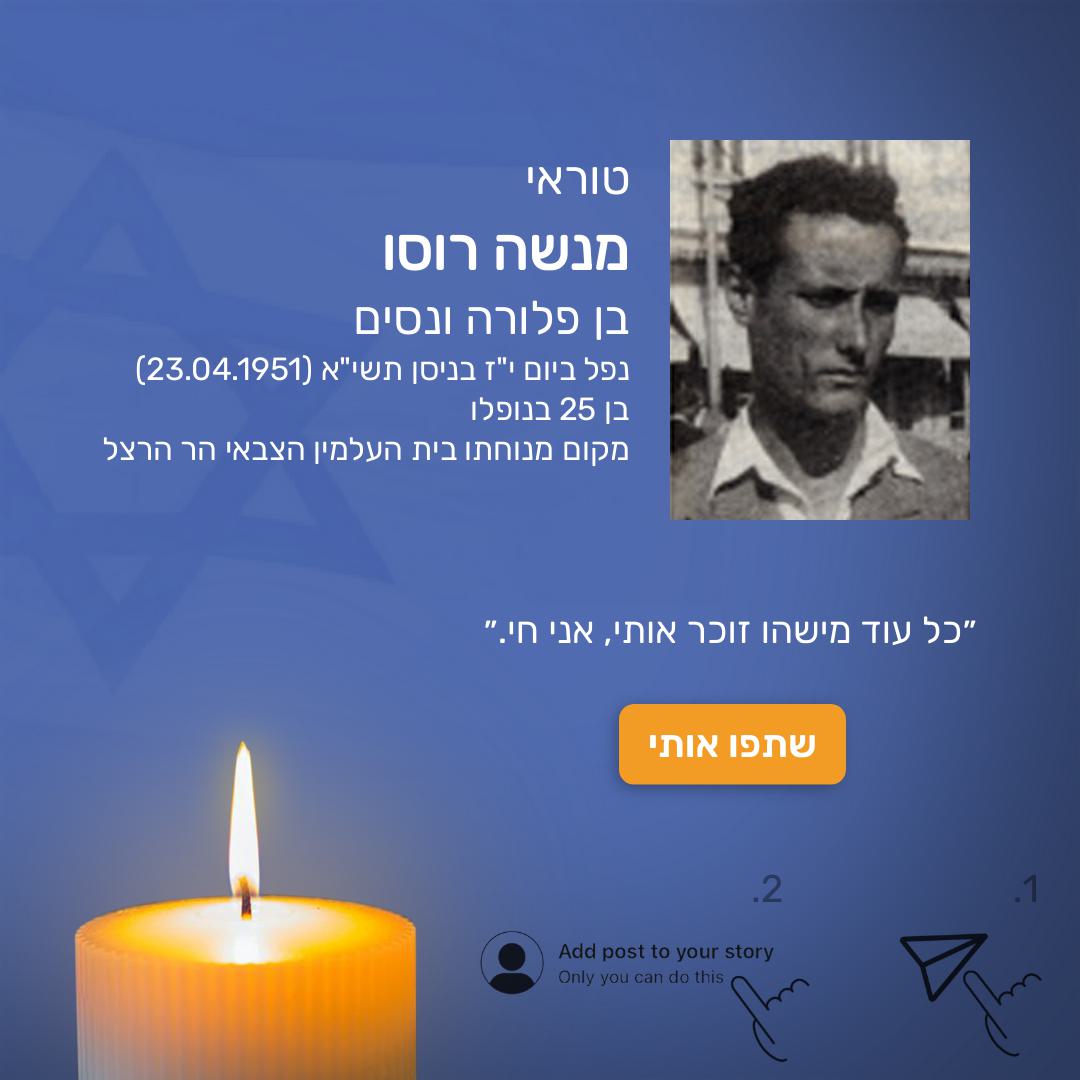 טוראי
מנשה רוסו
בן פלורה ונסים
נפל ביום י"ז בניסן תשי"א (23.04.1951)
בן 25 בנופלו
מקום מנוחתו בית העלמין הצבאי הר הרצל
״כל עוד מישהו זוכר אותי, אני חי.״
שתפו אותי
.1
.2
Add post to your story
Only you can do this